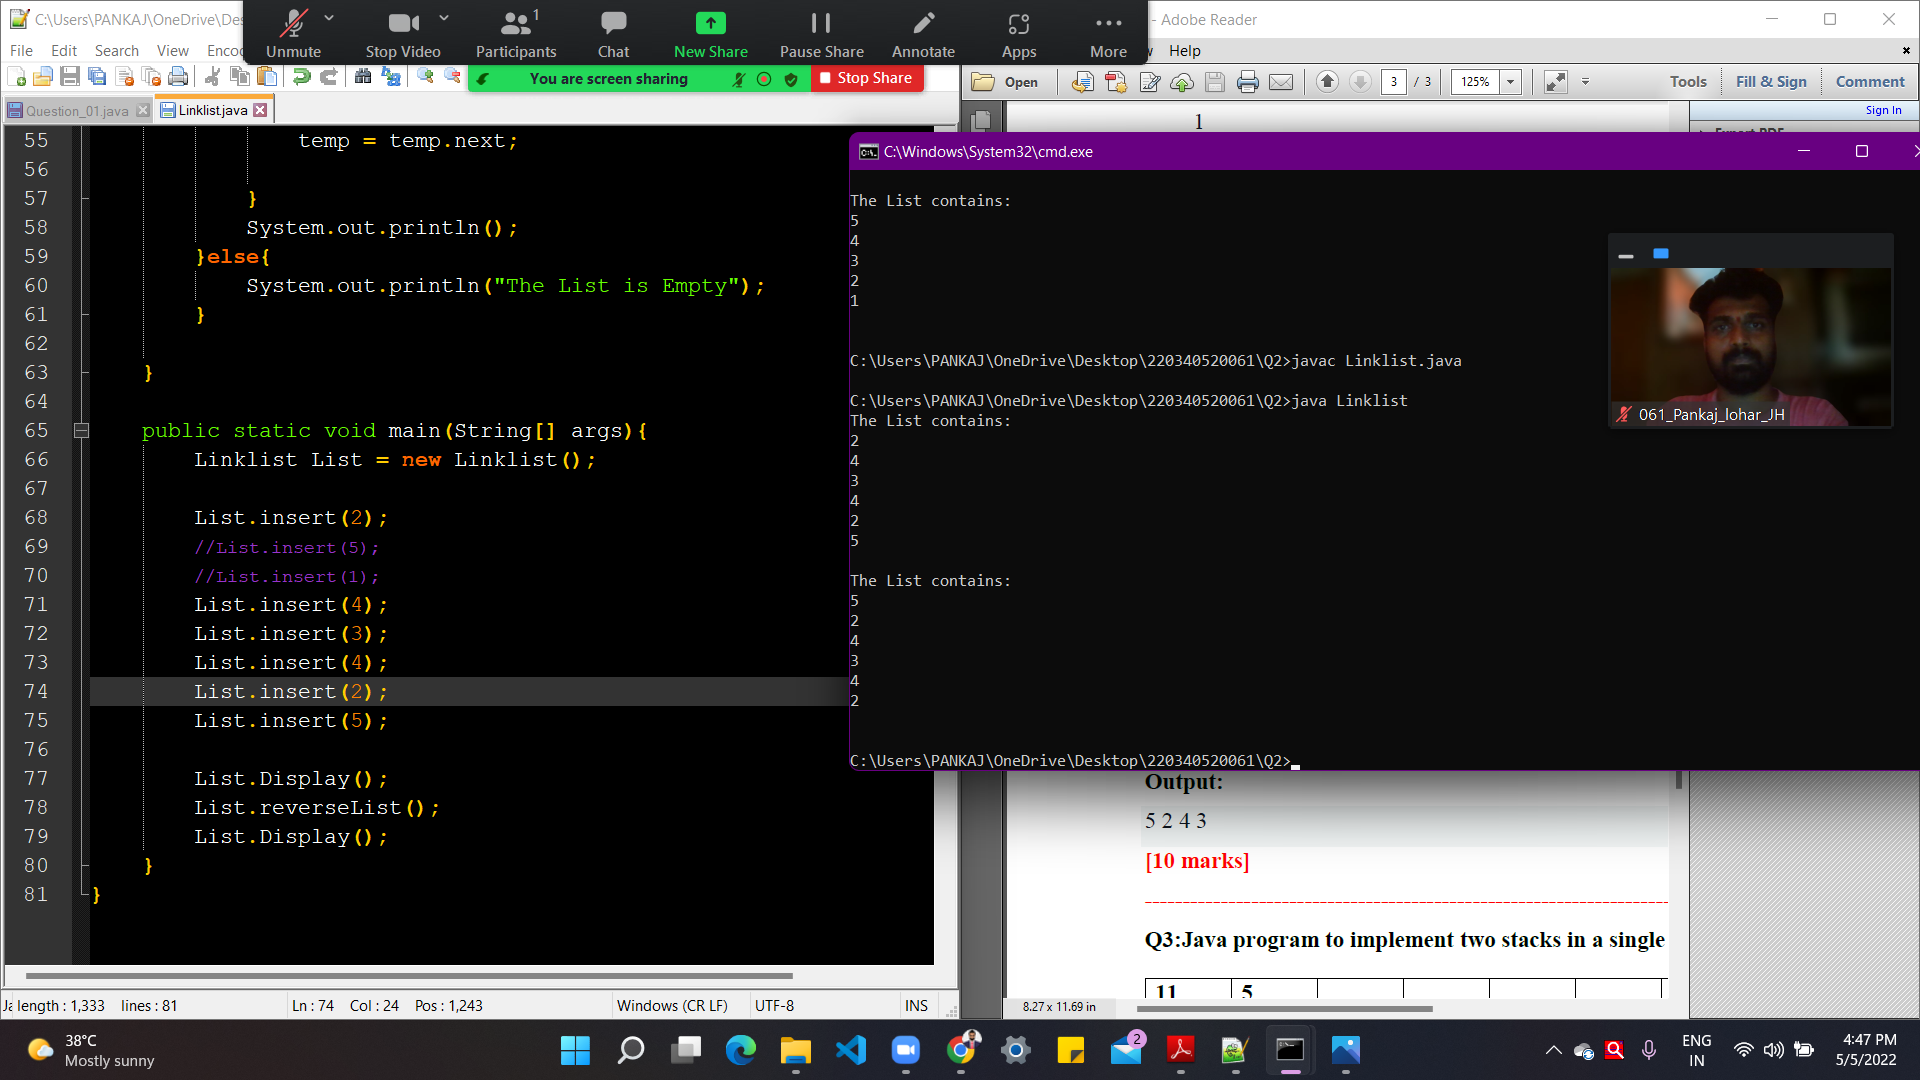 C:\Users\PANKAJ\OneDrive\De
- Adobe Reader
Unmute
Stop Video
Participants
1
Chat
New Share
Pause Share
Annotate
Apps
More
File Edit Search View Enco
Help
You are screen sharing
Stop Share
Open
3 / 3
125%
Tools
Fill & Sign
Comment
Sign In
Question_01.java
Linklist.java
1
55 temp = temp.next;
56
57 }
58 System.out.println();
59 }else{
60 System.out.println("The List is Empty");
61 }
62
63 }
64
65 public static void main(String[] args){
66 Linklist List = new Linklist();
67
68 List.insert(2);
69 //List.insert(5);
70 //List.insert(1);
71 List.insert(4);
72 List.insert(3);
73 List.insert(4);
74 List.insert(2);
75 List.insert(5);
76
77 List.Display();
78 List.reverseList();
79 List.Display();
80 }
81 }
C:\Windows\System32\cmd.exe
The List contains:
5
4
3
2
1
C:\Users\PANKAJ\OneDrive\Desktop\220340520061\Q2>javac Linklist.java
C:\Users\PANKAJ\OneDrive\Desktop\220340520061\Q2>java Linklist
The List contains:
2
4
3
4
2
5
The List contains:
5
2
4
3
4
2
C:\Users\PANKAJ\OneDrive\Desktop\220340520061\Q2>
061_Pankaj_lohar_JH
Output:
5 2 4 3
[10 marks]
Q3:Java program to implement two stacks in a single
11 5
8.27 x 11.69 in
Ja length : 1,333 lines : 81
Ln : 74 Col : 24 Pos : 1,243
Windows (CR LF)
UTF-8
INS
38°C
Mostly sunny
2
ENG
IN
4:47 PM
5/5/2022